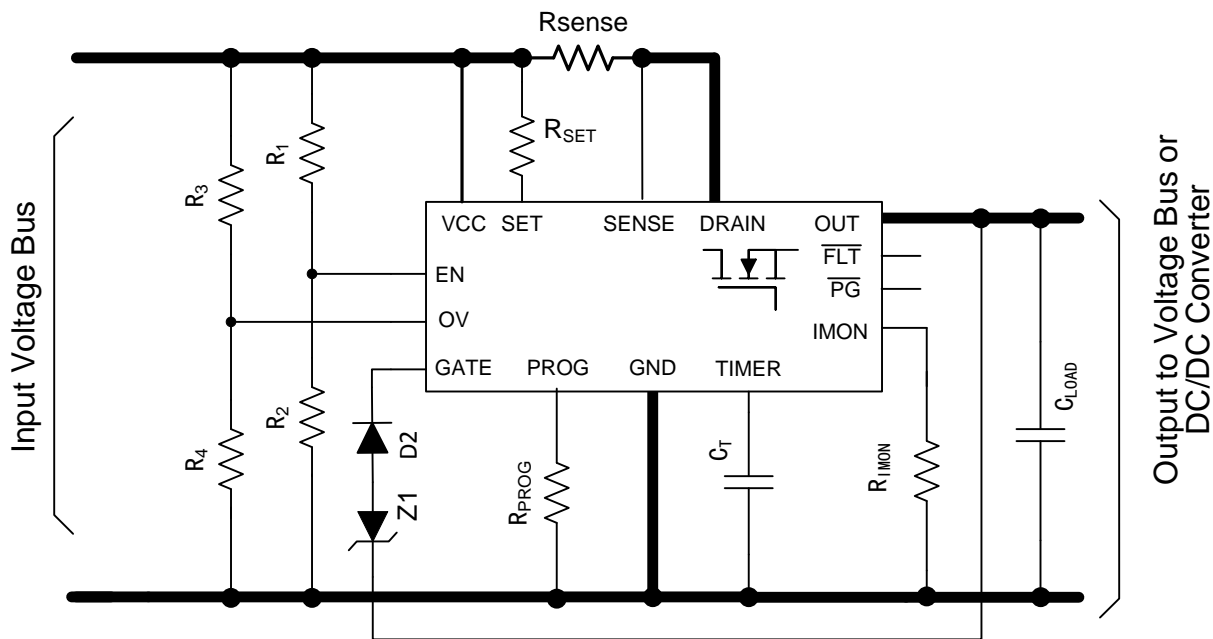 Rsense
RSET
R1
R3
VCC SET SENSE DRAIN OUT
FLT
EN
PG
OV
IMON
GATE PROG GND TIMER
R2
R4
D2
Z1
RPROG
CT
RIMON
CLOAD
Input Voltage Bus
Output to Voltage Bus or
DC/DC Converter